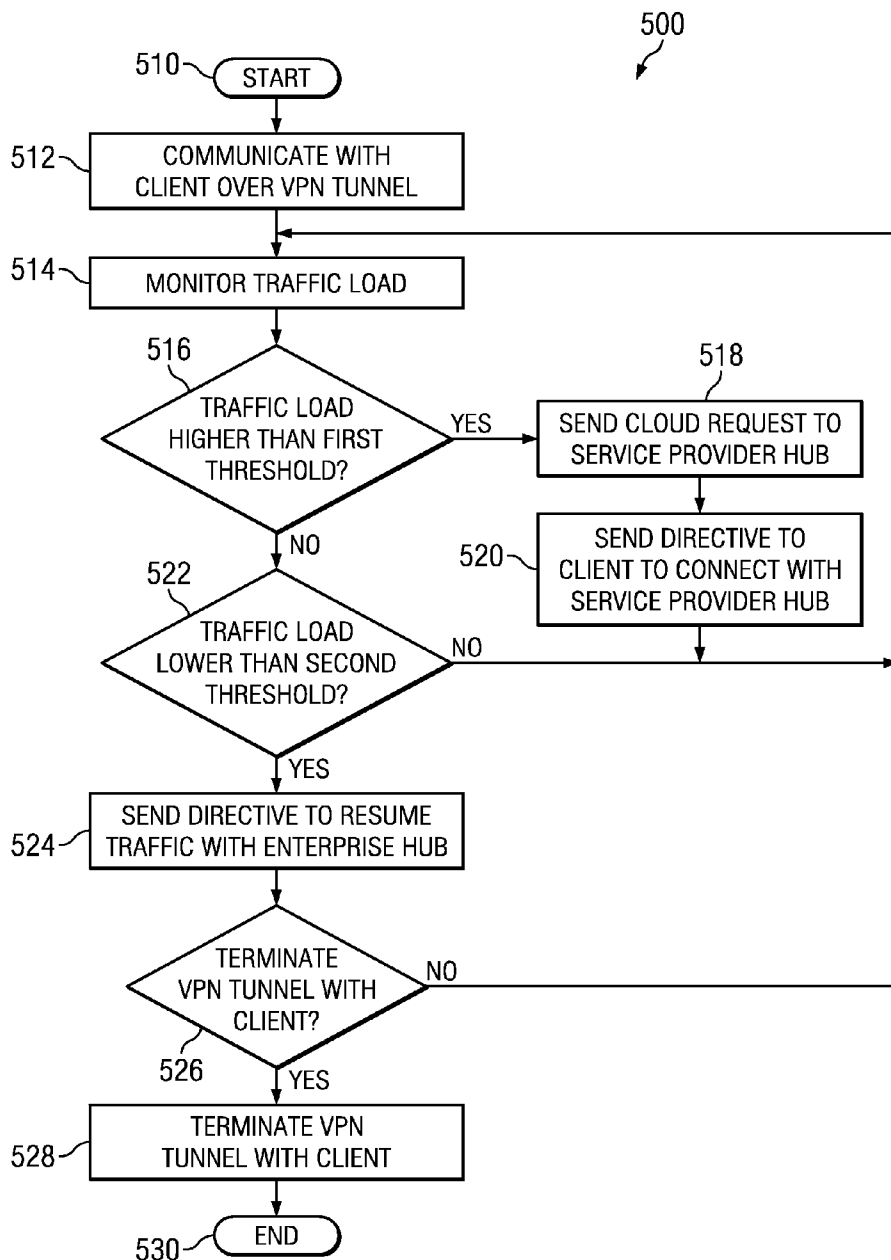 500
510
START
512
COMMUNICATE WITH
CLIENT OVER VPN TUNNEL
514
MONITOR TRAFFIC LOAD
516
TRAFFIC LOAD
HIGHER THAN FIRST
THRESHOLD?
YES
NO
518
SEND CLOUD REQUEST TO
SERVICE PROVIDER HUB
520
SEND DIRECTIVE TO
CLIENT TO CONNECT WITH
SERVICE PROVIDER HUB
522
TRAFFIC LOAD
LOWER THAN SECOND
THRESHOLD?
NO
YES
524
SEND DIRECTIVE TO RESUME
TRAFFIC WITH ENTERPRISE HUB
TERMINATE
VPN TUNNEL WITH
CLIENT?
NO
526
YES
528
TERMINATE VPN
TUNNEL WITH CLIENT
530
END